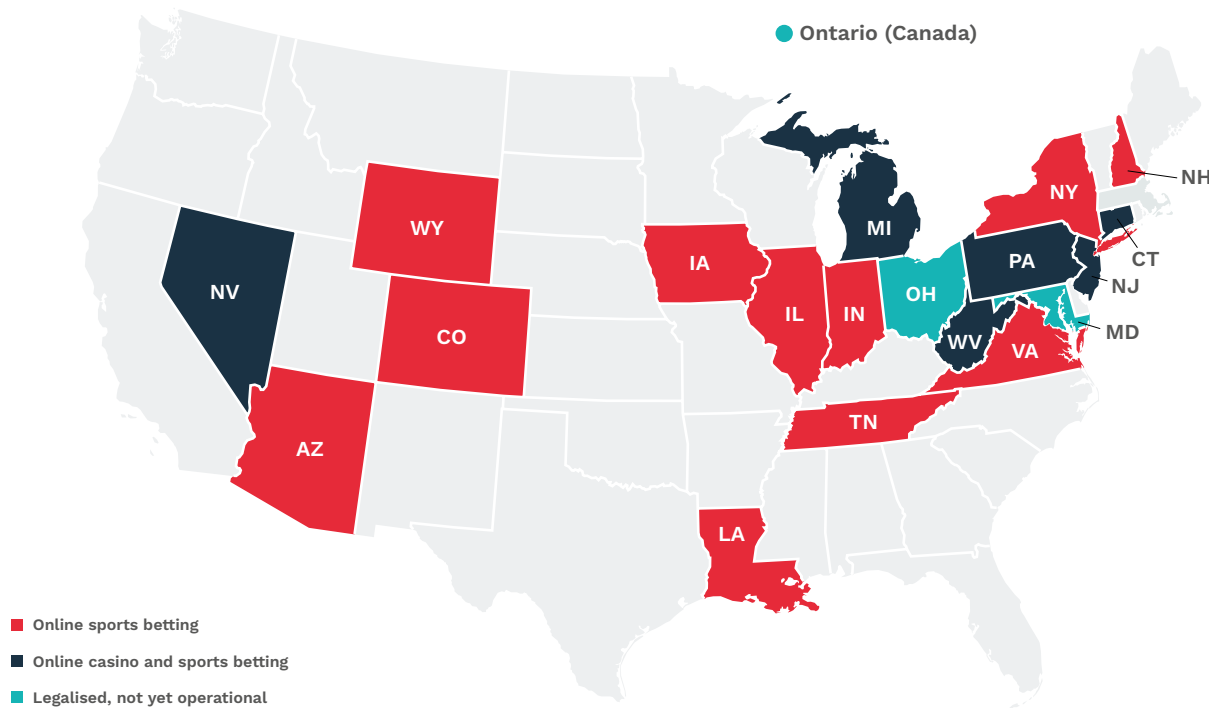 Ontario (Canada)
NH
NY
WY
MI
CT
IA
PA
NJ
NV
OH
IL
IN
MD
CO
WV
VA
TN
AZ
LA
Online sports betting
Online casino and sports betting
Legalised, not yet operational